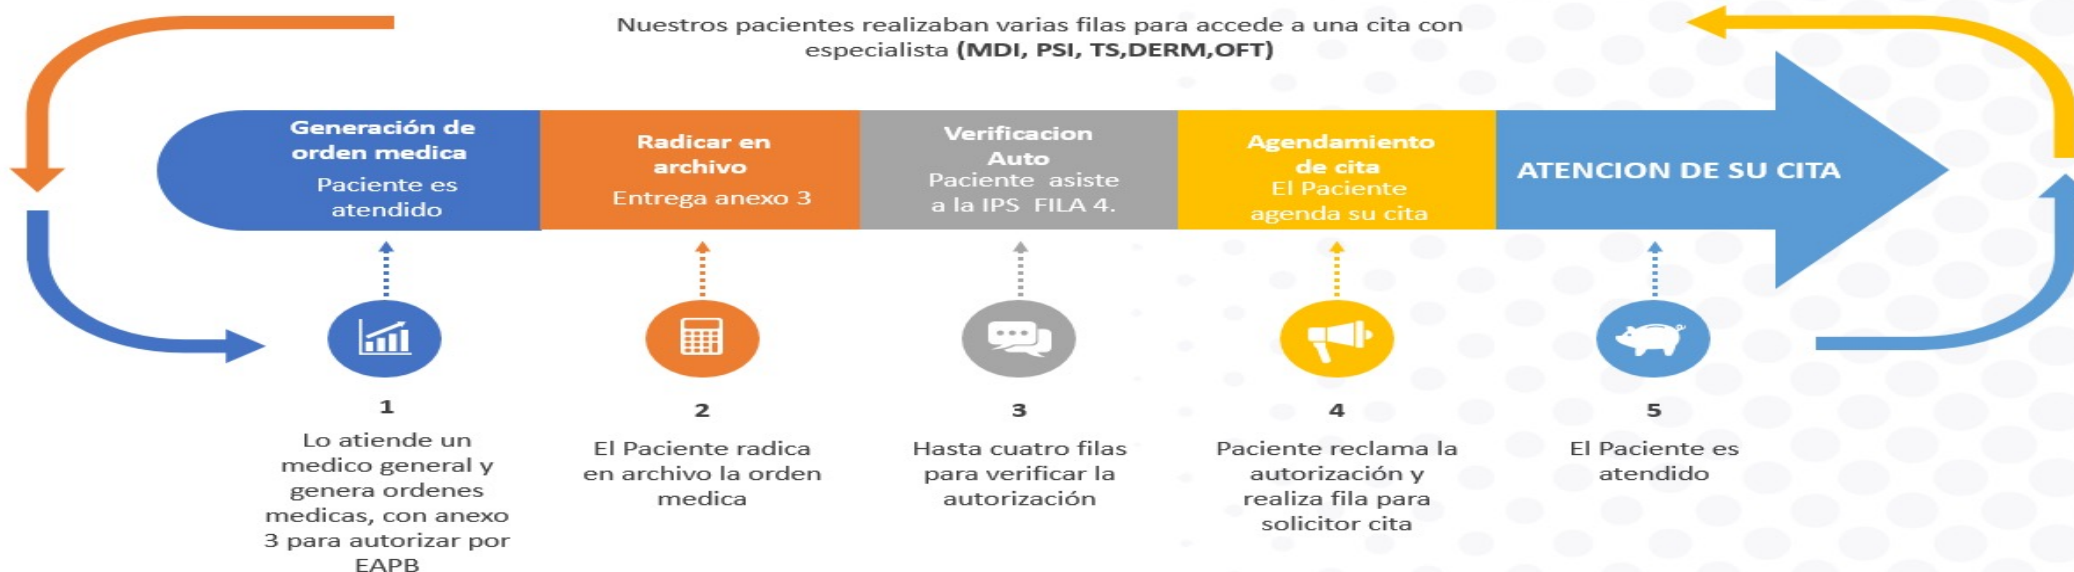 Nuestros pacientes realizaban varias filas para accede a una cita con
especialista (MDI, PSI, TS,DERM,OFT)
Generación de
orden medica
Paciente es
atendido
Radicar en
archivo
Entrega anexo 3
Verificacion
Auto
Paciente asiste
a la IPS FILA 4.
Agendamiento
de cita
El Paciente
agenda su cita
ATENCION DE SU CITA
1
Lo atiende un
medico general y
genera ordenes
medicas, con anexo
3 para autorizar por
EAPB
2
El Paciente radica
en archivo la orden
medica
3
Hasta cuatro filas
para verificar la
autorización
4
Paciente reclama la
autorización y
realiza fila para
solicitor cita
5
El Paciente es
atendido